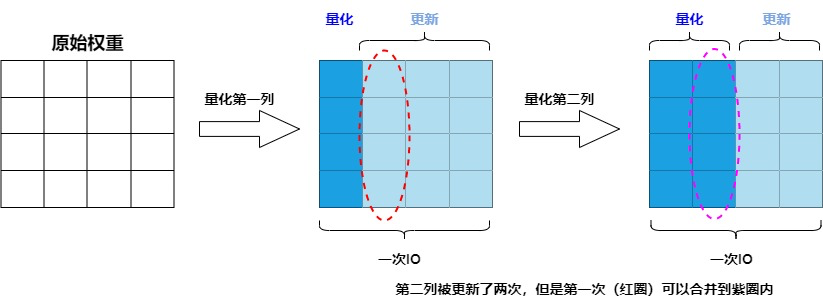 原始权重
量化第一列
量化
更新
一次IO
量化第二列
量化
更新
一次IO
第二列被更新了两次，但是第一次（红圈）可以合并到紫圈内